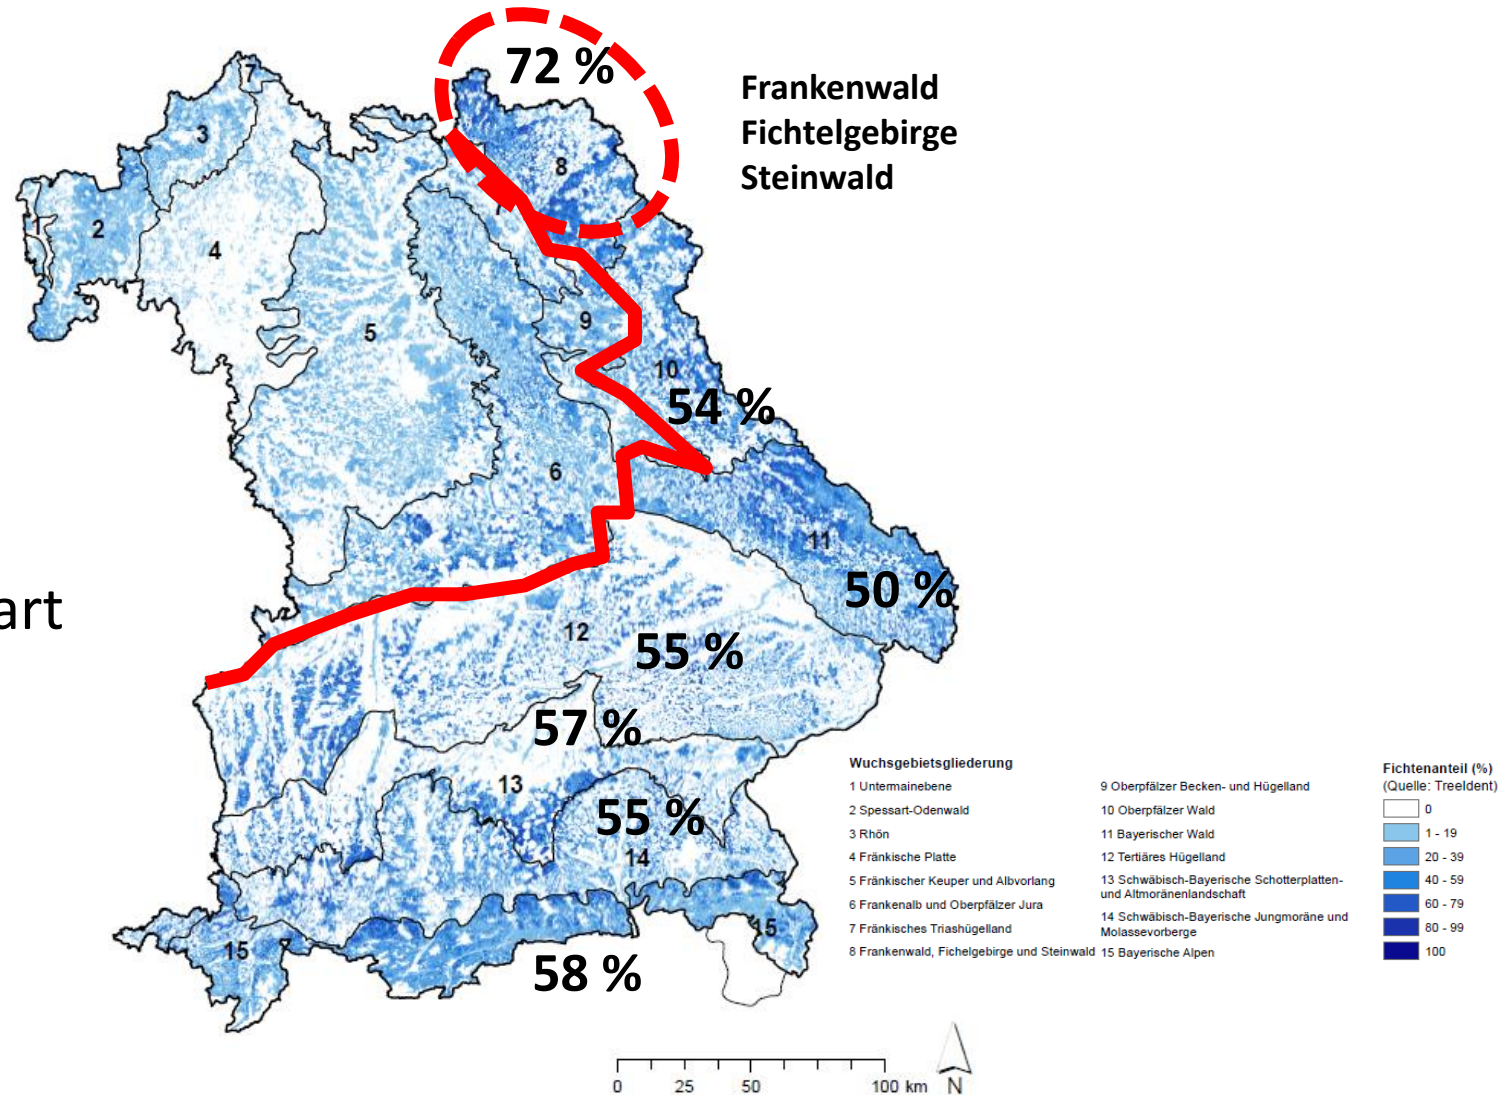 72 %
Frankenwald
Fichtelgebirge
Steinwald
7
3
8
1
2
7
4
5
9
10
54 %
6
11
50 %
art
12
55 %
57 %
13
55 %
14
15
15
58 %
Wuchsgebietsgliederung
1 Untermainebene
2 Spessart-Odenwald
3 Rhön
4 Fränkische Platte
5 Fränkischer Keuper und Albvorlang
6 Frankenalb und Oberpfälzer Jura
7 Fränkisches Triashügelland
8 Frankenwald, Fichelgebirge und Steinwald
9 Oberpfälzer Becken- und Hügelland
10 Oberpfälzer Wald
11 Bayerischer Wald
12 Tertiäres Hügelland
13 Schwäbisch-Bayerische Schotterplatten-
und Altmoränenlandschaft
14 Schwäbisch-Bayerische Jungmoräne und
Molassevorberge
15 Bayerische Alpen
Fichtenanteil (%)
(Quelle: TreeIdent)
0
1 - 19
20 - 39
40 - 59
60 - 79
80 - 99
100
0 25 50 100 km N